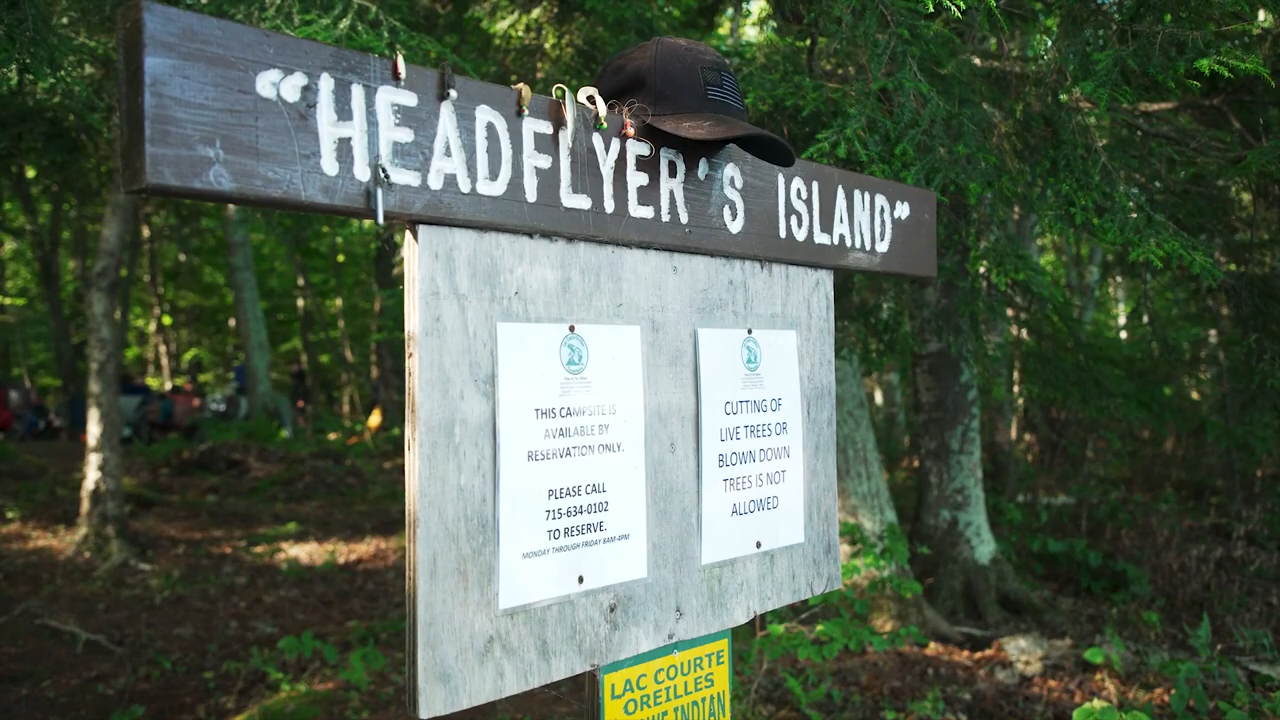 “HEADFLYER'S ISLAND”
THIS CAMPSITE IS
AVAILABLE BY
RESERVATION ONLY.
PLEASE CALL
715-634-0102
TO RESERVE.
MONDAY THROUGH FRIDAY 8AM-4PM
CUTTING OF
LIVE TREES OR
BLOWN DOWN
TREES IS NOT
ALLOWED
LAC COURTE
OREILLES
INDIAN